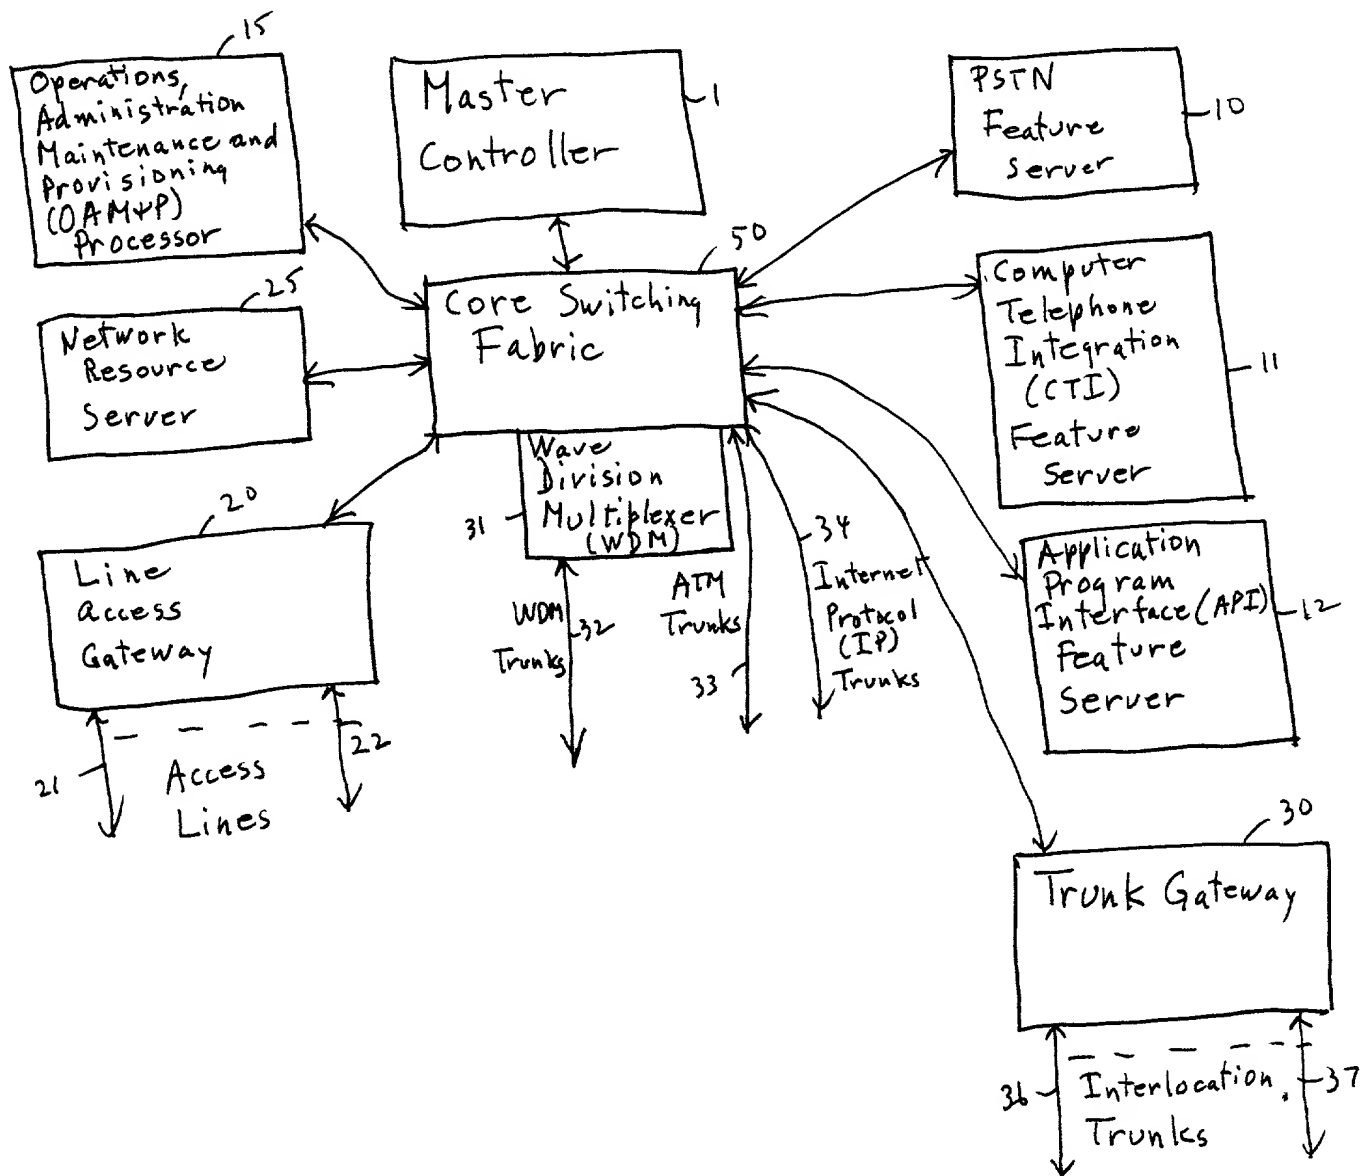 15
Operations,
Administration
Maintenance and
Provisioning
(OAM+P)
Processor
Master
Controller
1
PSTN
Feature
Server
10
50
Core Switching
Fabric
25
Network
Resource
Server
Computer
Telephone
Integration
(CTI)
Feature
Server
11
Wave
Division
Multiplexer
(WDM)
31
20
Line
Access
Gateway
21
22
Access
Lines
WDM
Trunks
32
ATM
Trunks
33
34
Internet
Protocol
(IP)
Trunks
Application
Program
Interface (API)
Feature
Server
12
30
Trunk Gateway
36
Interlocation
Trunks
37